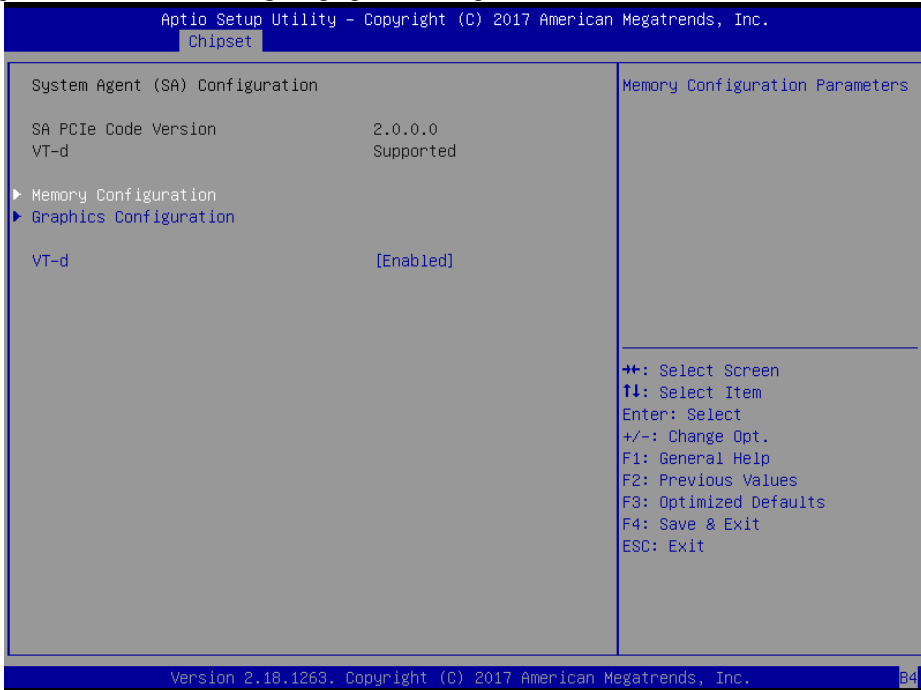 Aptio Setup Utility – Copyright (C) 2017 American Megatrends, Inc.
Chipset
System Agent (SA) Configuration
SA PCIe Code Version 2.0.0.0
VT-d Supported
▶ Memory Configuration
▶ Graphics Configuration
VT-d [Enabled]
Memory Configuration Parameters
→←: Select Screen
↑↓: Select Item
Enter: Select
+/-: Change Opt.
F1: General Help
F2: Previous Values
F3: Optimized Defaults
F4: Save & Exit
ESC: Exit
Version 2.18.1263. Copyright (C) 2017 American Megatrends, Inc.
B4